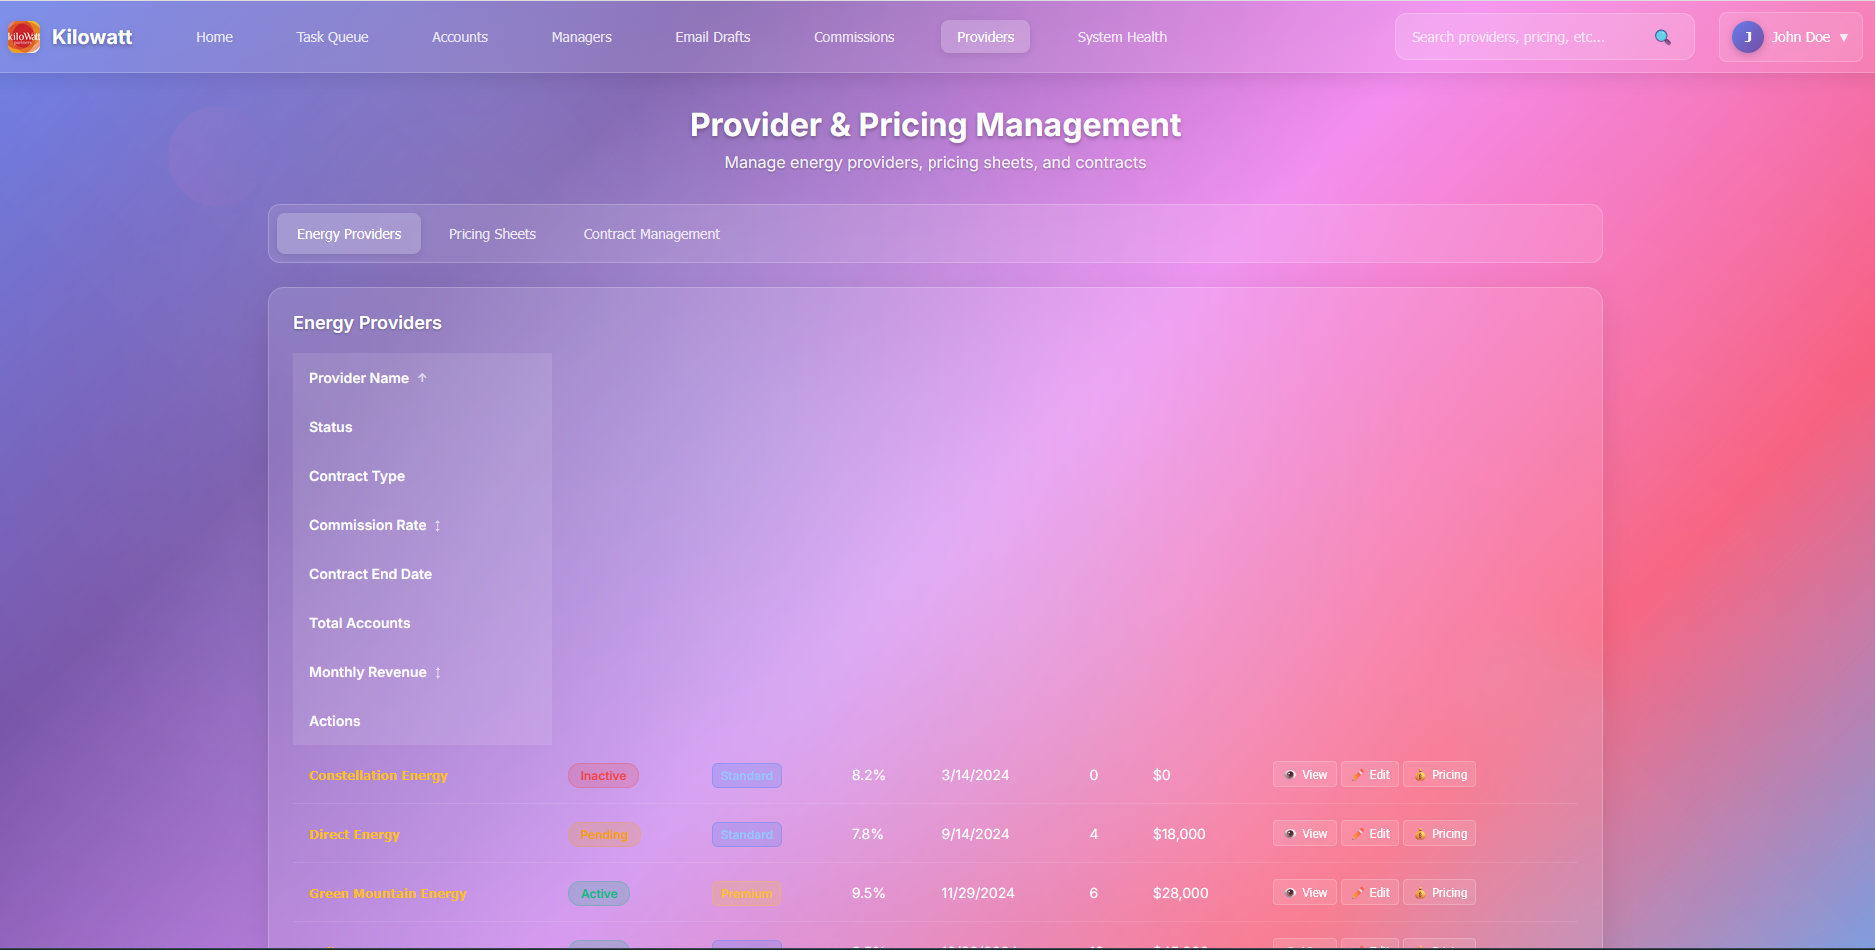 kiloWatt
Kilowatt
Home
Task Queue
Accounts
Managers
Email Drafts
Commissions
Providers
System Health
Search providers, pricing, etc...
J
John Doe ▼
Provider & Pricing Management
Manage energy providers, pricing sheets, and contracts
Energy Providers
Pricing Sheets
Contract Management
Energy Providers
Provider Name ↑
Status
Contract Type
Commission Rate ↕
Contract End Date
Total Accounts
Monthly Revenue ↕
Actions
Constellation Energy Inactive Standard 8.2% 3/14/2024 0 $0 View Edit Pricing
Direct Energy Pending Standard 7.8% 9/14/2024 4 $18,000 View Edit Pricing
Green Mountain Energy Active Premium 9.5% 11/29/2024 6 $28,000 View Edit Pricing